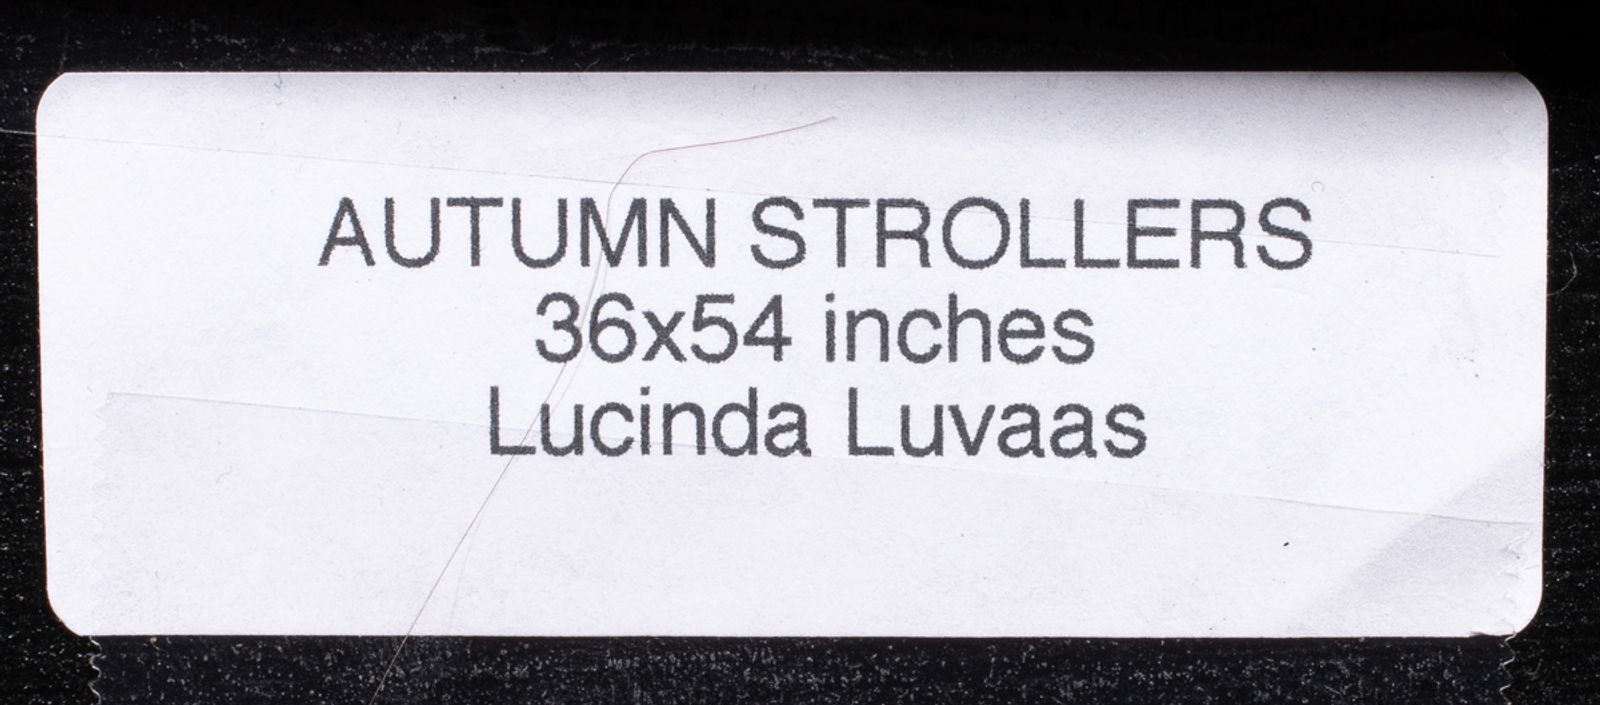 AUTUMN STROLLERS
36x54 inches
Lucinda Luvaas